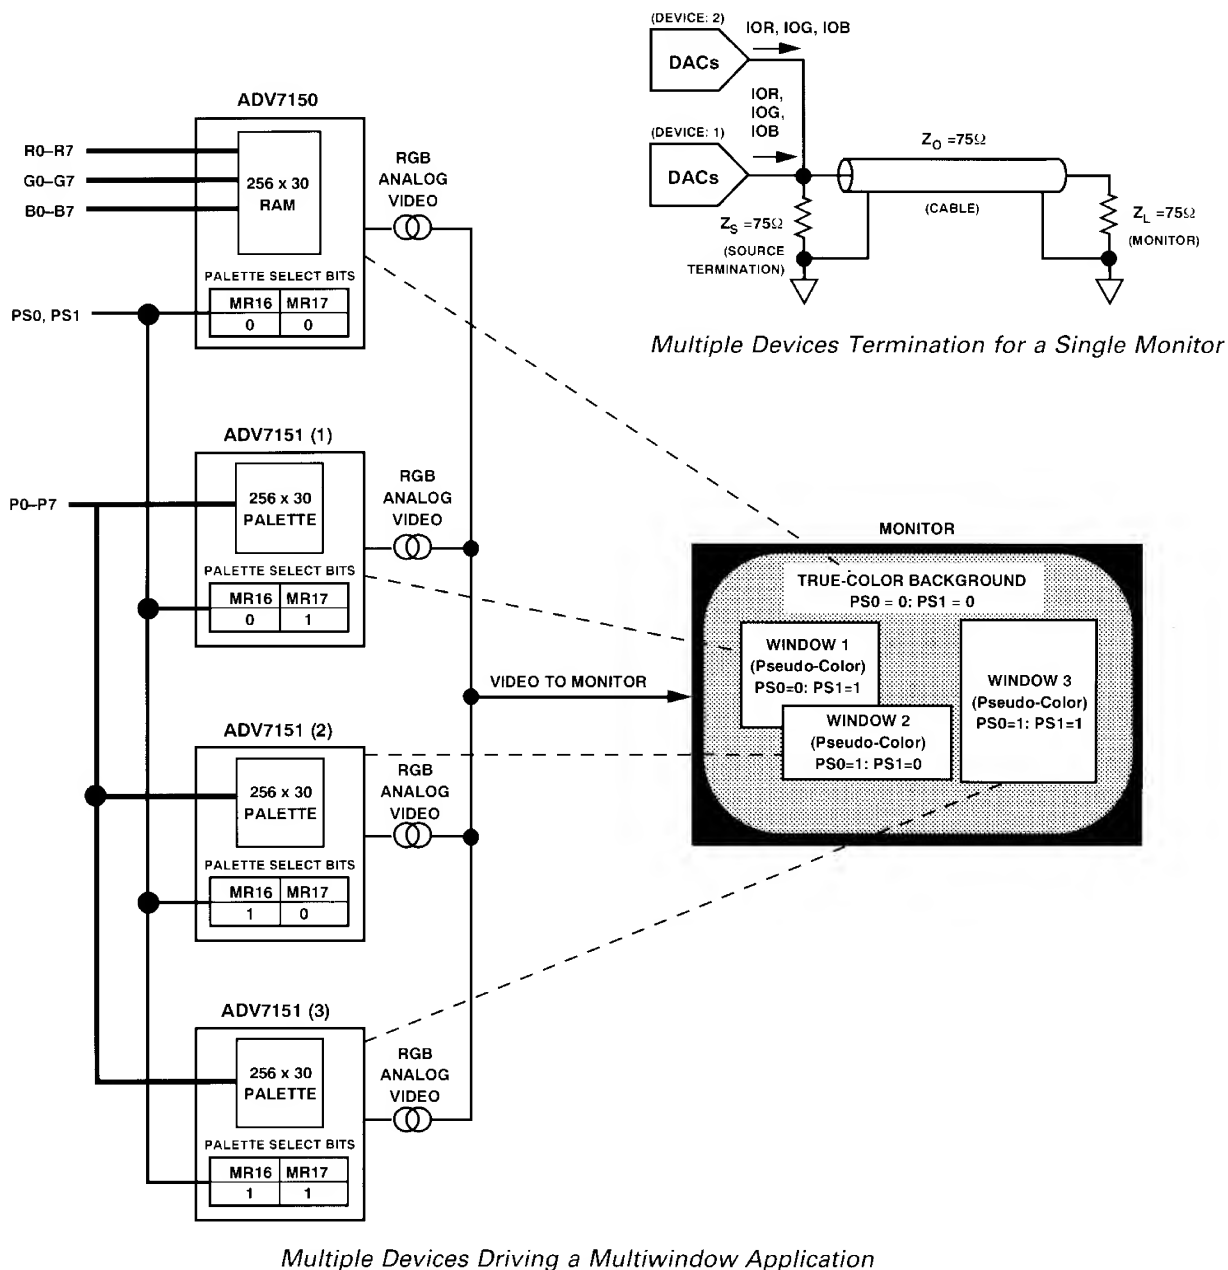 (DEVICE: 2)
IOR, IOG, IOB
DACs
IOR,
IOG,
IOB
(DEVICE: 1)
DACs
ZO =75Ω
(CABLE)
ZS =75Ω
(SOURCE
TERMINATION)
ZL =75Ω
(MONITOR)
Multiple Devices Termination for a Single Monitor
ADV7150
R0–R7
G0–G7
B0–B7
256 x 30
RAM
RGB
ANALOG
VIDEO
PALETTE SELECT BITS
MR16 MR17
0 0
PS0, PS1
ADV7151 (1)
P0–P7
256 x 30
PALETTE
RGB
ANALOG
VIDEO
PALETTE SELECT BITS
MR16 MR17
0 1
VIDEO TO MONITOR
ADV7151 (2)
256 x 30
PALETTE
RGB
ANALOG
VIDEO
PALETTE SELECT BITS
MR16 MR17
1 0
ADV7151 (3)
256 x 30
PALETTE
RGB
ANALOG
VIDEO
PALETTE SELECT BITS
MR16 MR17
1 1
MONITOR
TRUE-COLOR BACKGROUND
PS0 = 0: PS1 = 0
WINDOW 1
(Pseudo-Color)
PS0=0: PS1=1
WINDOW 2
(Pseudo-Color)
PS0=1: PS1=0
WINDOW 3
(Pseudo-Color)
PS0=1: PS1=1
Multiple Devices Driving a Multiwindow Application